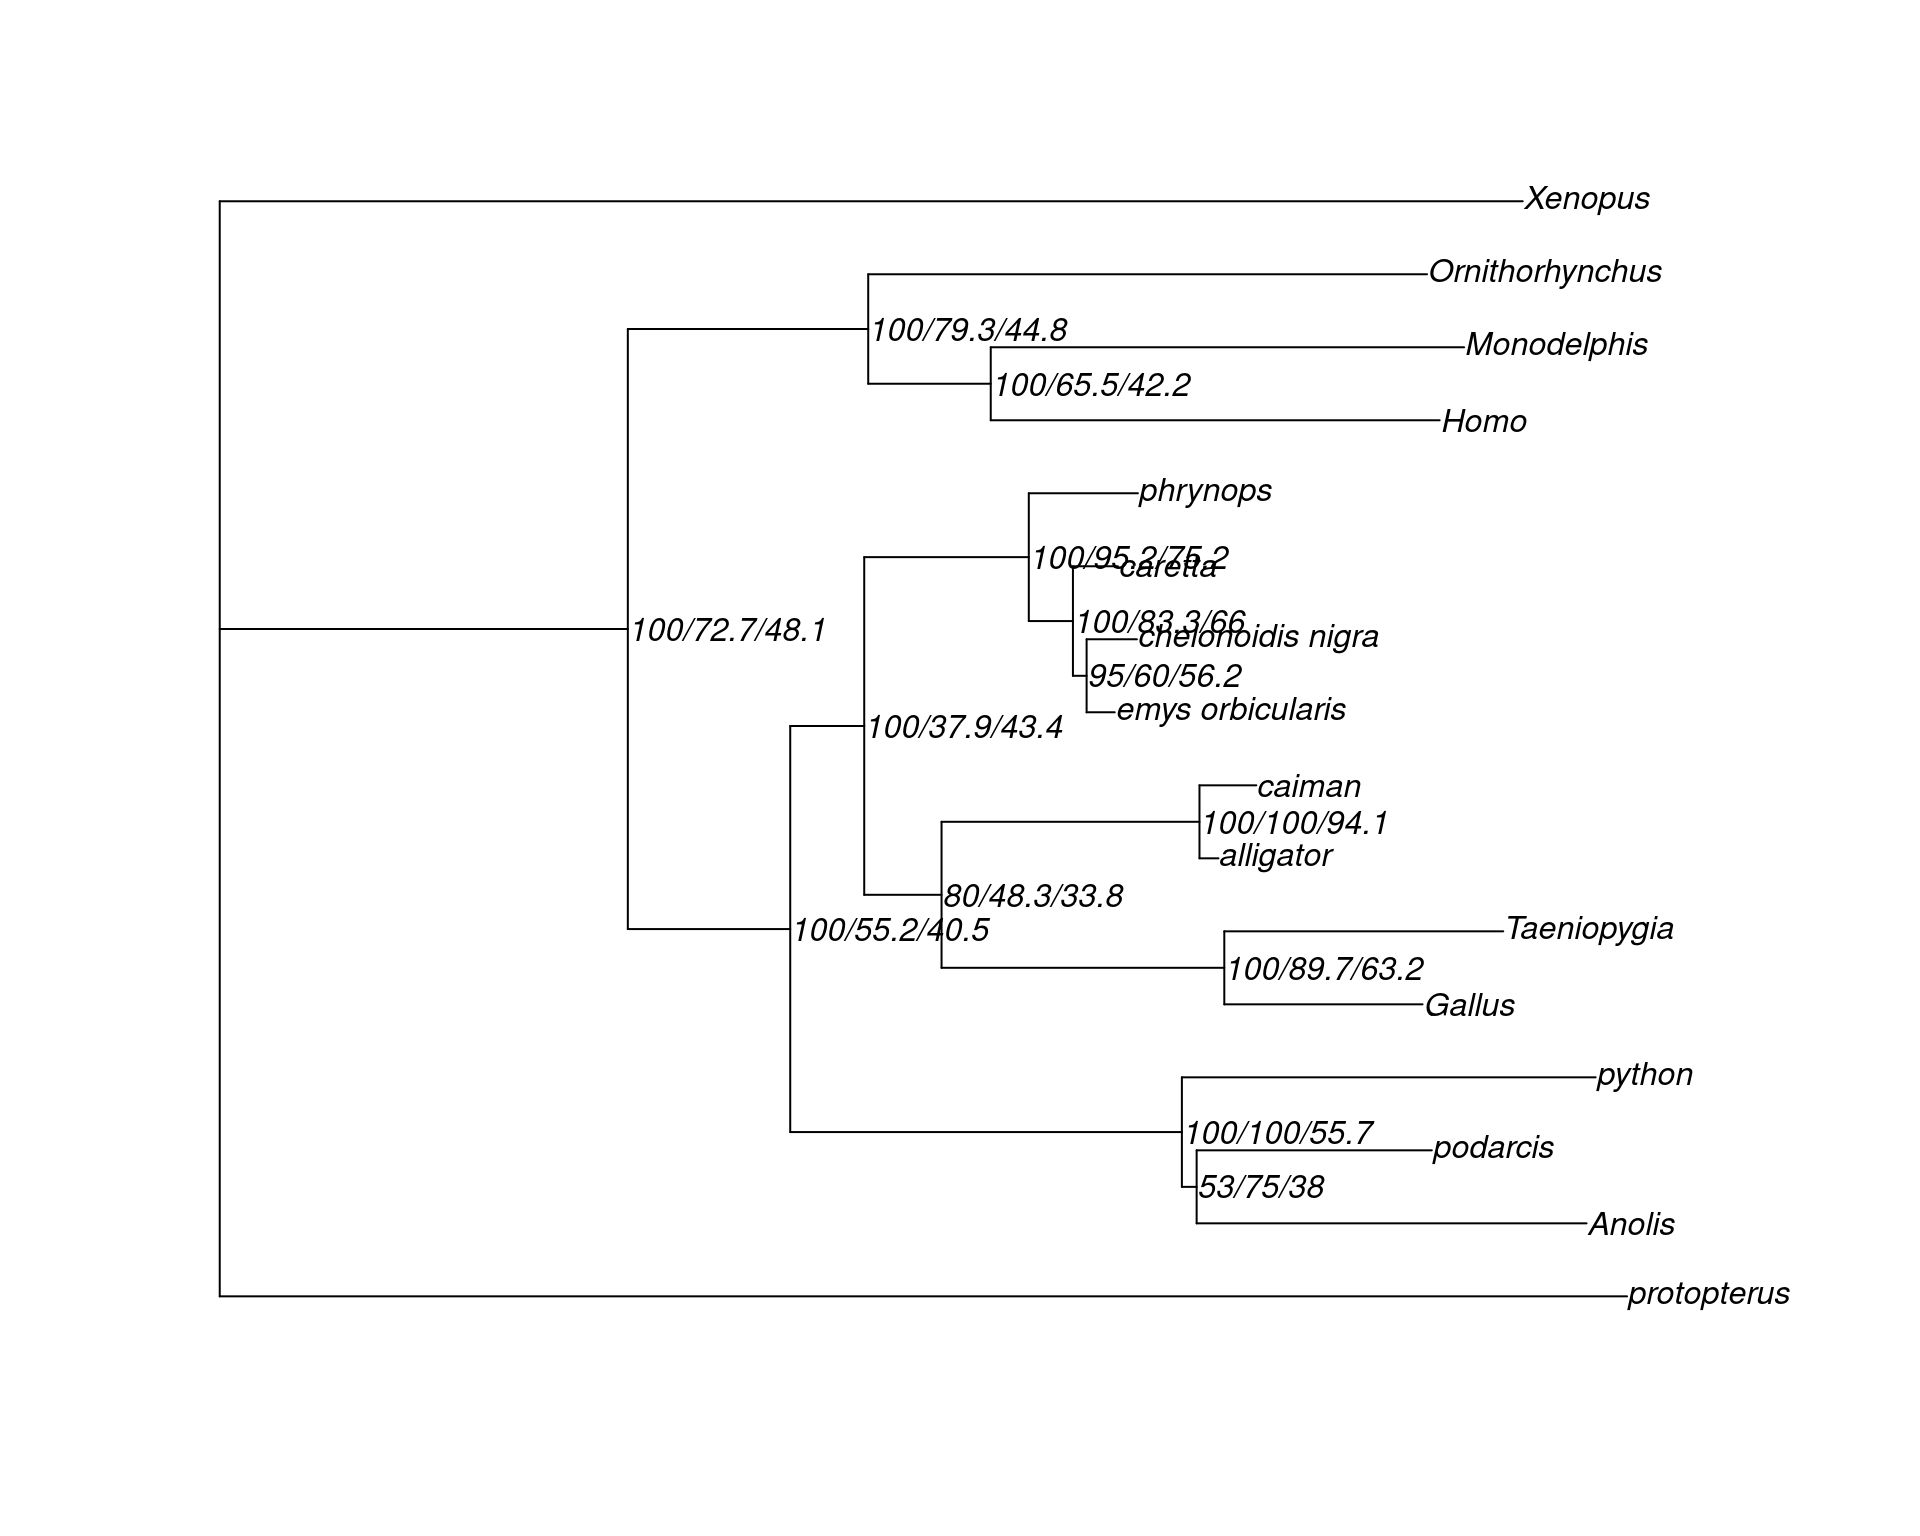 Xenopus
Ornithorhynchus
100/79.3/44.8
Monodelphis
100/65.5/42.2
Homo
phrynops
100/95.2/75.2
caretta
100/83.3/66
100/72.7/48.1
chelonoidis nigra
95/60/56.2
emys orbicularis
100/37.9/43.4
caiman
100/100/94.1
alligator
80/48.3/33.8
Taeniopygia
100/55.2/40.5
100/89.7/63.2
Gallus
python
100/100/55.7
podarcis
53/75/38
Anolis
protopterus